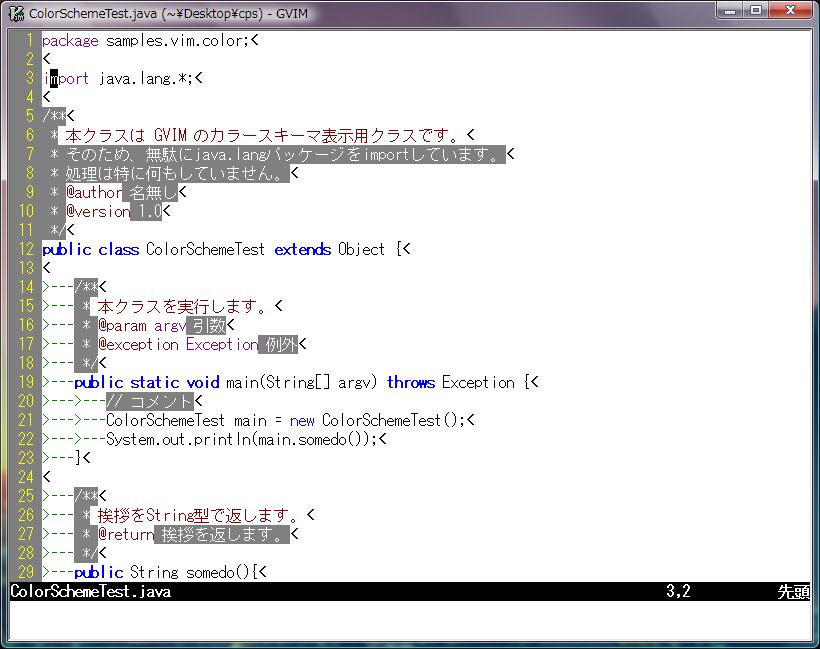 ColorSchemeTest.java (~¥Desktop¥cps) - GVIM
1 package samples.vim.color;<
2 <
3 import java.lang.*;<
4 <
5 /**<
6  * 本クラスは GVIM のカラースキーマ表示用クラスです。<
7  * そのため、無駄にjava.langパッケージをimportしています。<
8  * 処理は特に何もしていません。<
9  * @author 名無し<
10  * @version 1.0<
11  */<
12 public class ColorSchemeTest extends Object {<
13 <
14 >---/**<
15 >--- * 本クラスを実行します。<
16 >--- * @param argv 引数<
17 >--- * @exception Exception 例外<
18 >--- */<
19 >---public static void main(String[] argv) throws Exception {<
20 >--->---// コメント<
21 >--->---ColorSchemeTest main = new ColorSchemeTest();<
22 >--->---System.out.println(main.somedo());<
23 >---}<
24 <
25 >---/**<
26 >--- * 挨拶をString型で返します。<
27 >--- * @return 挨拶を返します。<
28 >--- */<
29 >---public String somedo(){<
ColorSchemeTest.java 3,2 先頭